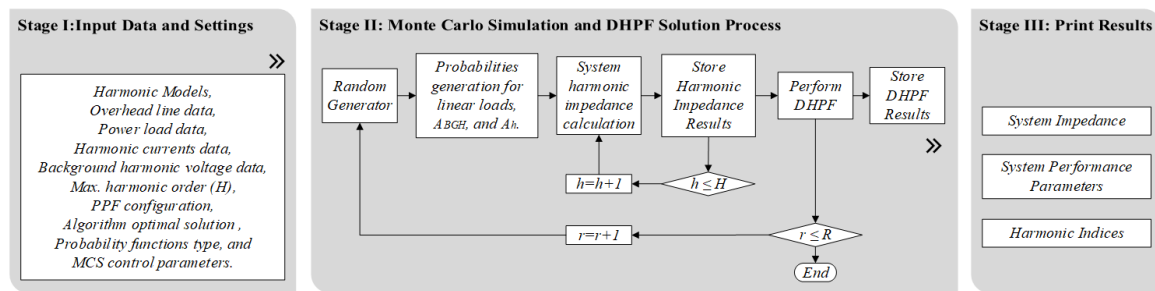 Stage I:Input Data and Settings
»
Harmonic Models,
Overhead line data,
Power load data,
Harmonic currents data,
Background harmonic voltage data,
Max. harmonic order (H),
PPF configuration,
Algorithm optimal solution ,
Probability functions type, and
MCS control parameters.
Stage II: Monte Carlo Simulation and DHPF Solution Process
Random
Generator
Probabilities
generation for
linear loads,
ABGH, and Ah.
System
harmonic
impedance
calculation
Store
Harmonic
Impedance
Results
Perform
DHPF
Store
DHPF
Results
»
h=h+1
h ≤ H
r=r+1
r ≤ R
End
Stage III: Print Results
System Impedance
System Performance
Parameters
Harmonic Indices